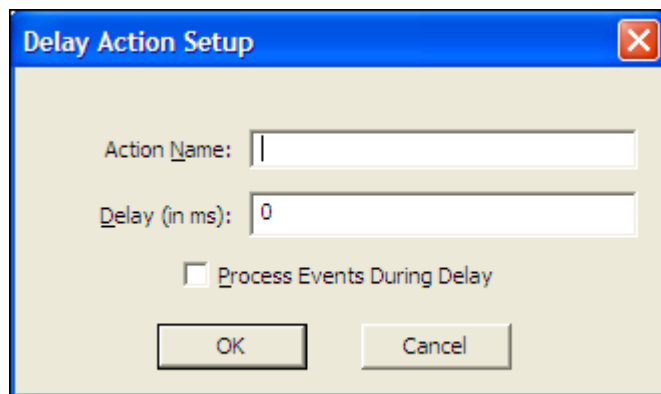 Delay Action Setup
Action Name:
Delay (in ms): 0
Process Events During Delay
OK Cancel